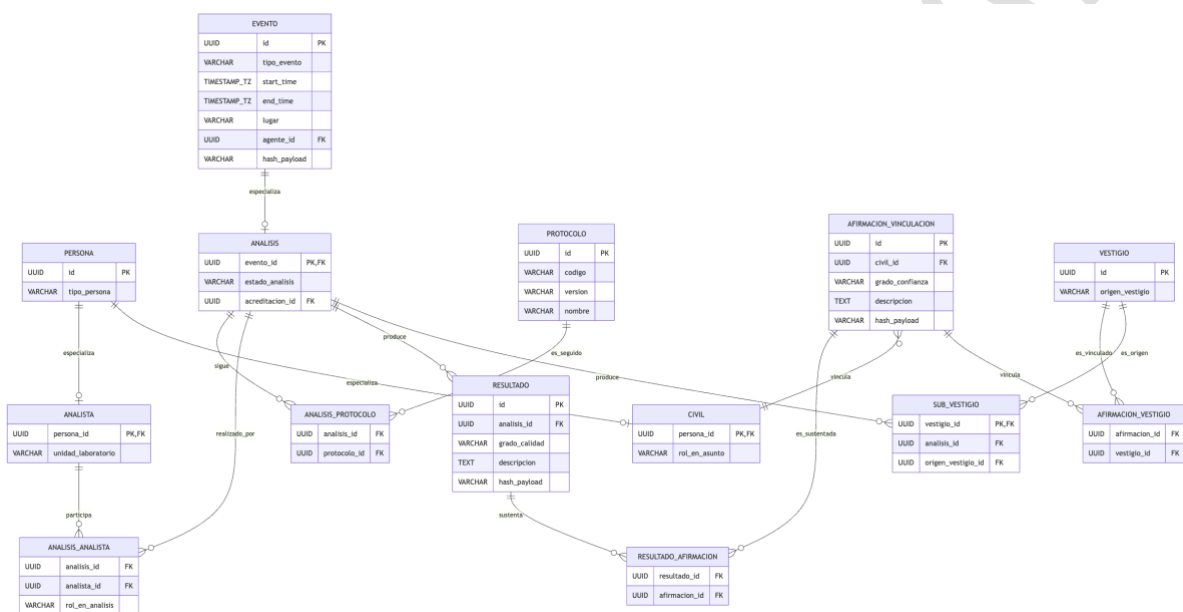 EVENTO
UUID id PK
VARCHAR tipo_evento
TIMESTAMP_TZ start_time
TIMESTAMP_TZ end_time
VARCHAR lugar
UUID agente_id FK
VARCHAR hash_payload
especializa
PERSONA
UUID id PK
VARCHAR tipo_persona
ANALISIS
UUID evento_id PK,FK
VARCHAR estado_analisis
UUID acreditacion_id FK
PROTOCOLO
UUID id PK
VARCHAR codigo
VARCHAR version
VARCHAR nombre
AFIRMACION_VINCULACION
UUID id PK
UUID civil_id FK
VARCHAR grado_confianza
TEXT descripcion
VARCHAR hash_payload
VESTIGIO
UUID id PK
VARCHAR origen_vestigio
especializa
sigue
produce
especializa
es_seguido
produce
vincula
vincula
es_vinculado
es_origen
ANALISTA
UUID persona_id PK,FK
VARCHAR unidad_laboratorio
realizado_por
ANALISIS_PROTOCOLO
UUID analisis_id FK
UUID protocolo_id FK
RESULTADO
UUID id PK
UUID analisis_id FK
VARCHAR grado_calidad
TEXT descripcion
VARCHAR hash_payload
CIVIL
UUID persona_id PK,FK
VARCHAR rol_en_asunto
es_sustentada
SUB_VESTIGIO
UUID vestigio_id PK,FK
UUID analisis_id FK
UUID origen_vestigio_id FK
AFIRMACION_VESTIGIO
UUID afirmacion_id FK
UUID vestigio_id FK
participa
sustenta
ANALISIS_ANALISTA
UUID analisis_id FK
UUID analista_id FK
VARCHAR rol_en_analisis
RESULTADO_AFIRMACION
UUID resultado_id FK
UUID afirmacion_id FK